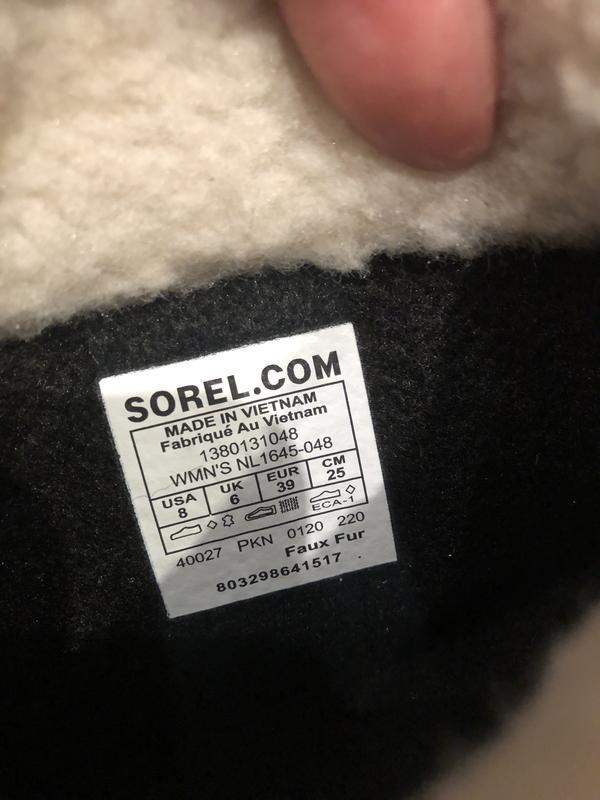 SOREL.COM
MADE IN VIETNAM
Fabriqué Au Vietnam
1380131048
WMN'S NL1645-048
USA UK EUR CM
8 6 39 25
ECA-1
40027 PKN 0120 220
Faux Fur
803298641517